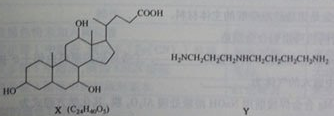 COOH
OH
H₂NCH₂CH₂CH₂NHCH₂CH₂CH₂CH₂NH₂
HO
OH
X (C₂₄H₄₀O₅)
Y